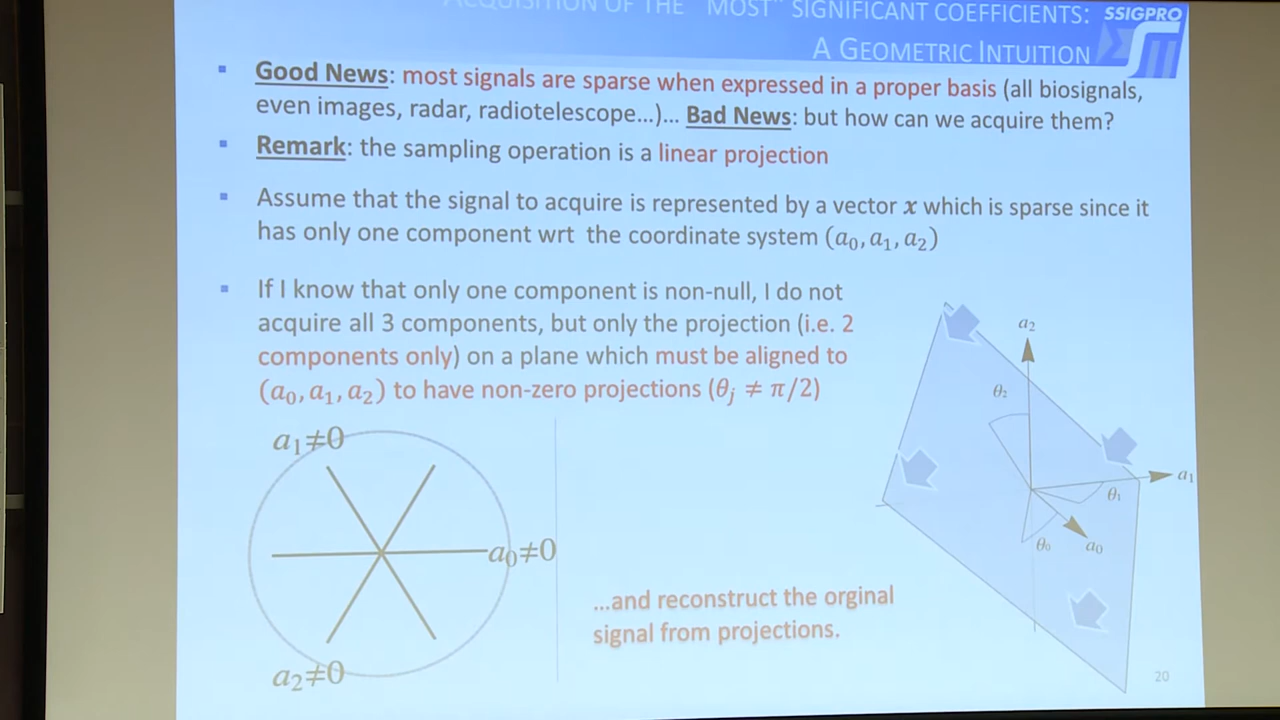 ACQUISITION OF THE "MOST" SIGNIFICANT COEFFICIENTS:
A GEOMETRIC INTUITION
SSIGPRO
Good News: most signals are sparse when expressed in a proper basis (all biosignals,
even images, radar, radiotelescope...)... Bad News: but how can we acquire them?
Remark: the sampling operation is a linear projection
Assume that the signal to acquire is represented by a vector x which is sparse since it
has only one component wrt the coordinate system (a₀, a₁, a₂)
If I know that only one component is non-null, I do not
acquire all 3 components, but only the projection (i.e. 2
components only) on a plane which must be aligned to
(a₀, a₁, a₂) to have non-zero projections (θⱼ ≠ π/2)
a₂
θ₂
a₁
θ₁
θ₀
a₀
a₁≠0
a₀≠0
a₂≠0
...and reconstruct the orginal
signal from projections.
20